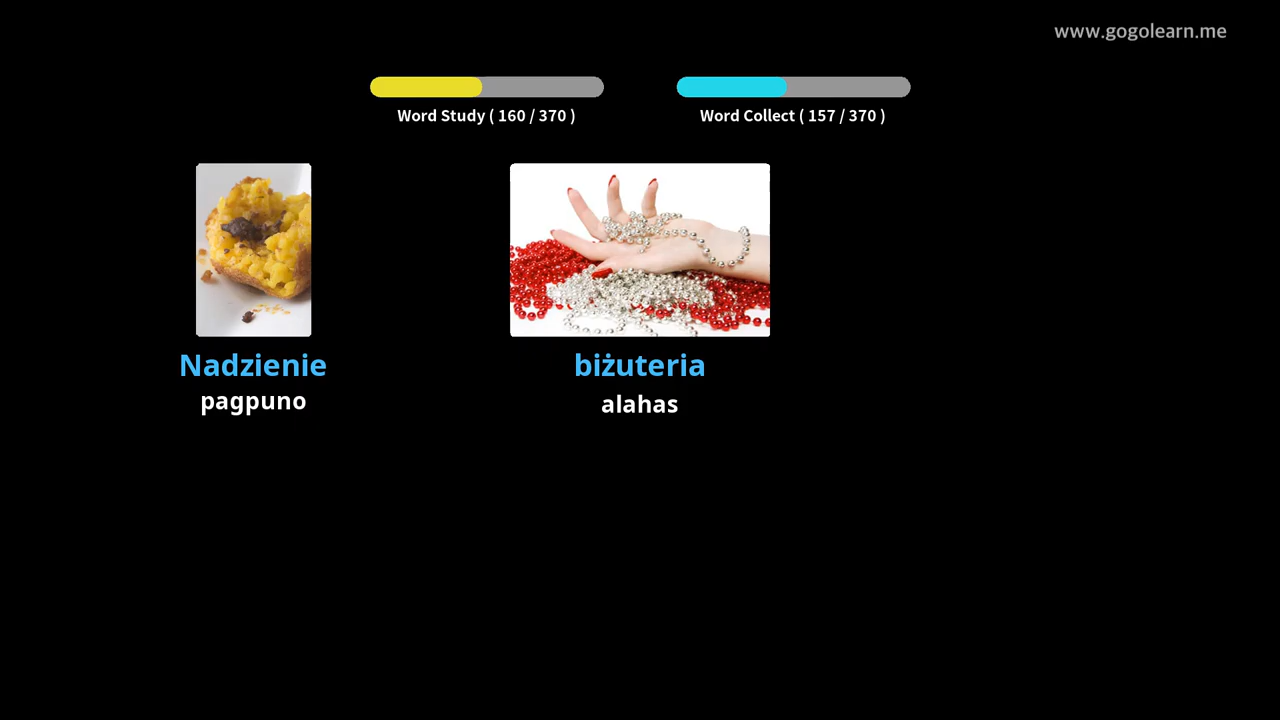 www.gogolearn.me
Word Study ( 160 / 370 )
Word Collect ( 157 / 370 )
Nadzienie
pagpuno
biżuteria
alahas